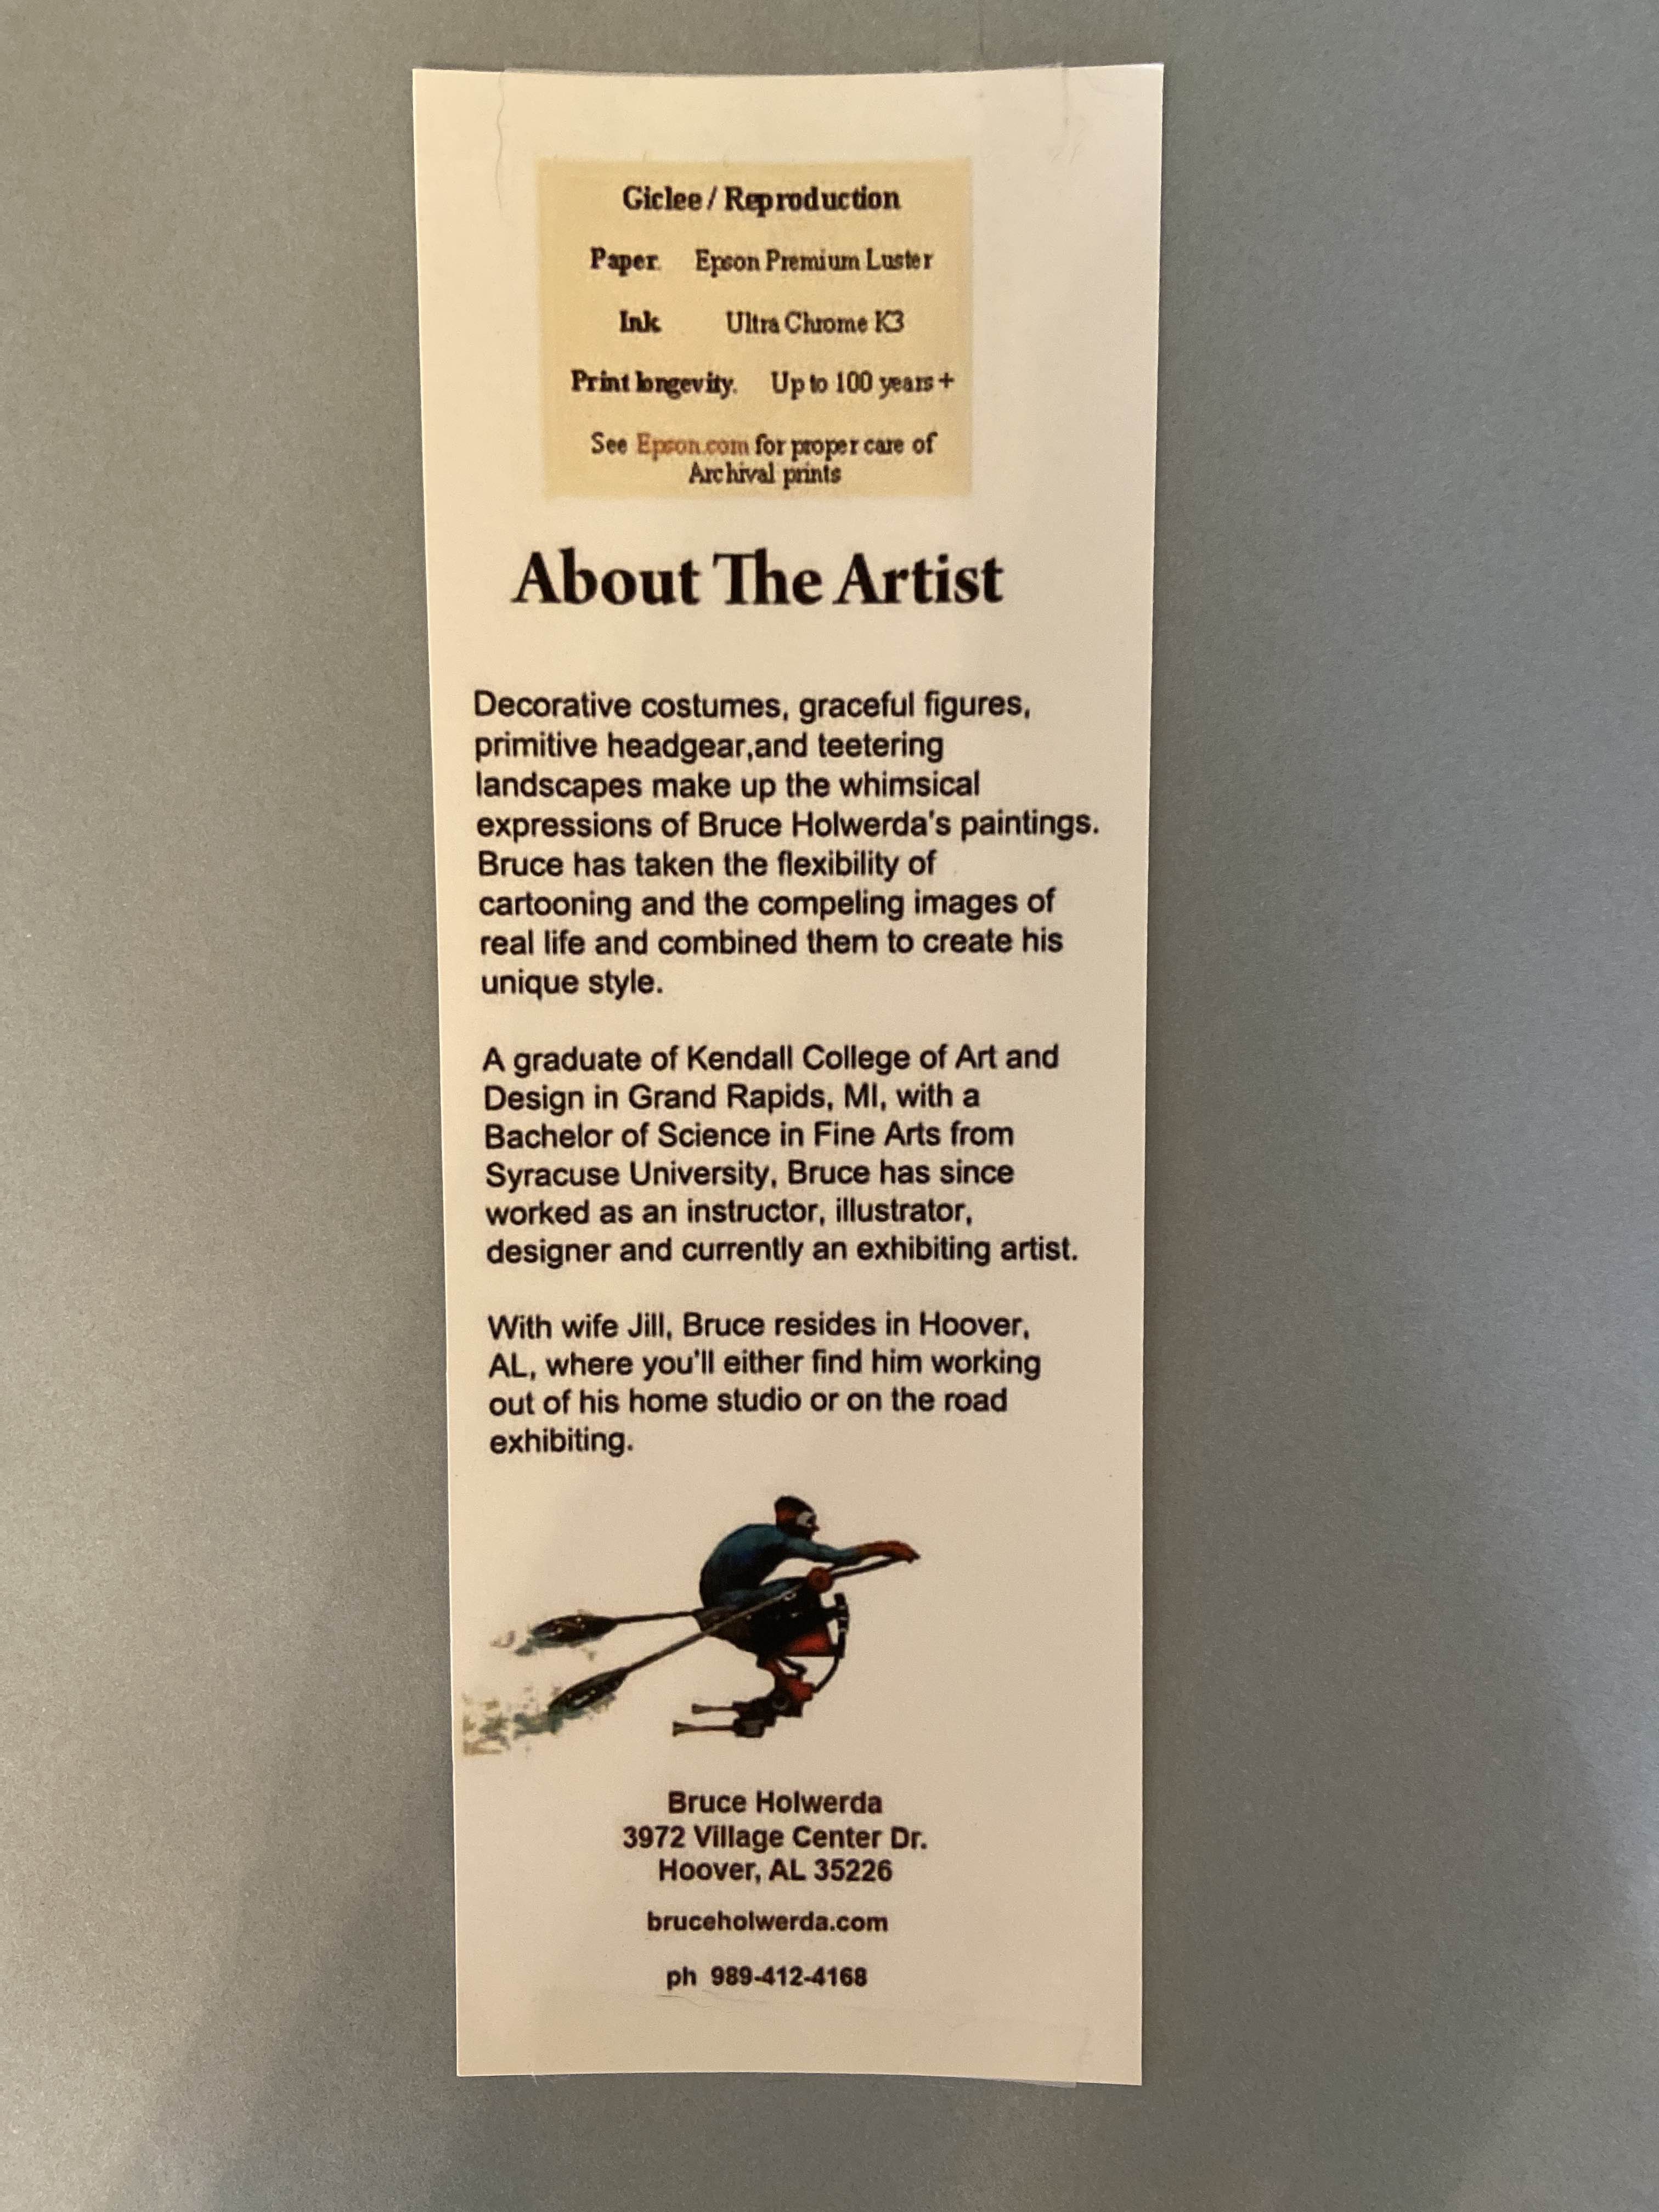 Giclee / Reproduction
Paper. Epson Premium Luster
Ink Ultra Chrome K3
Print longevity. Up to 100 years +
See Epson.com for proper care of
Archival prints
About The Artist
Decorative costumes, graceful figures,
primitive headgear,and teetering
landscapes make up the whimsical
expressions of Bruce Holwerda's paintings.
Bruce has taken the flexibility of
cartooning and the compeling images of
real life and combined them to create his
unique style.
A graduate of Kendall College of Art and
Design in Grand Rapids, MI, with a
Bachelor of Science in Fine Arts from
Syracuse University, Bruce has since
worked as an instructor, illustrator,
designer and currently an exhibiting artist.
With wife Jill, Bruce resides in Hoover,
AL, where you'll either find him working
out of his home studio or on the road
exhibiting.
Bruce Holwerda
3972 Village Center Dr.
Hoover, AL 35226
bruceholwerda.com
ph 989-412-4168